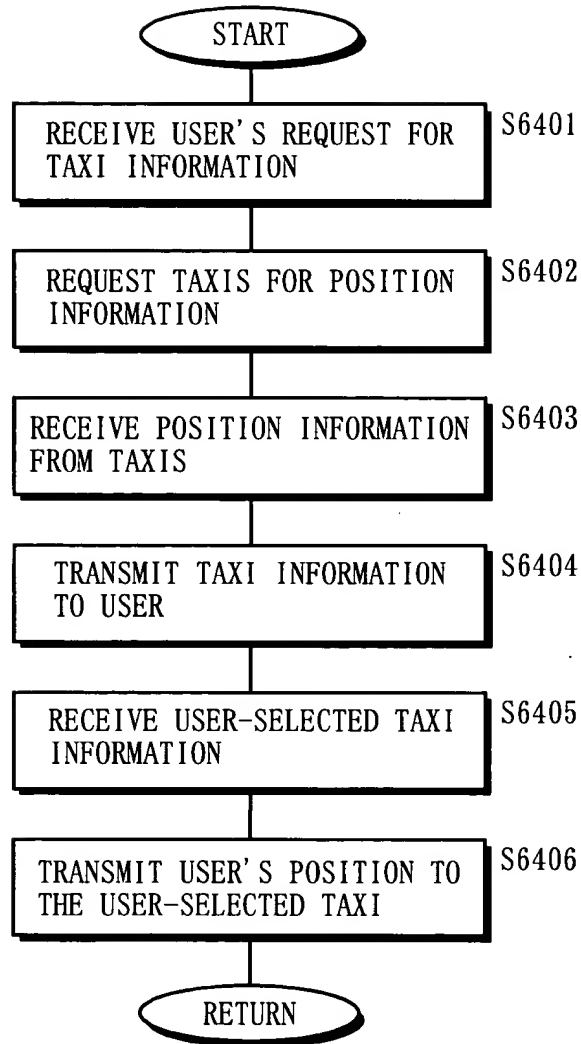 START
RECEIVE USER'S REQUEST FOR
TAXI INFORMATION
S6401
REQUEST TAXIS FOR POSITION
INFORMATION
S6402
RECEIVE POSITION INFORMATION
FROM TAXIS
S6403
TRANSMIT TAXI INFORMATION
TO USER
S6404
RECEIVE USER-SELECTED TAXI
INFORMATION
S6405
TRANSMIT USER'S POSITION TO
THE USER-SELECTED TAXI
S6406
RETURN